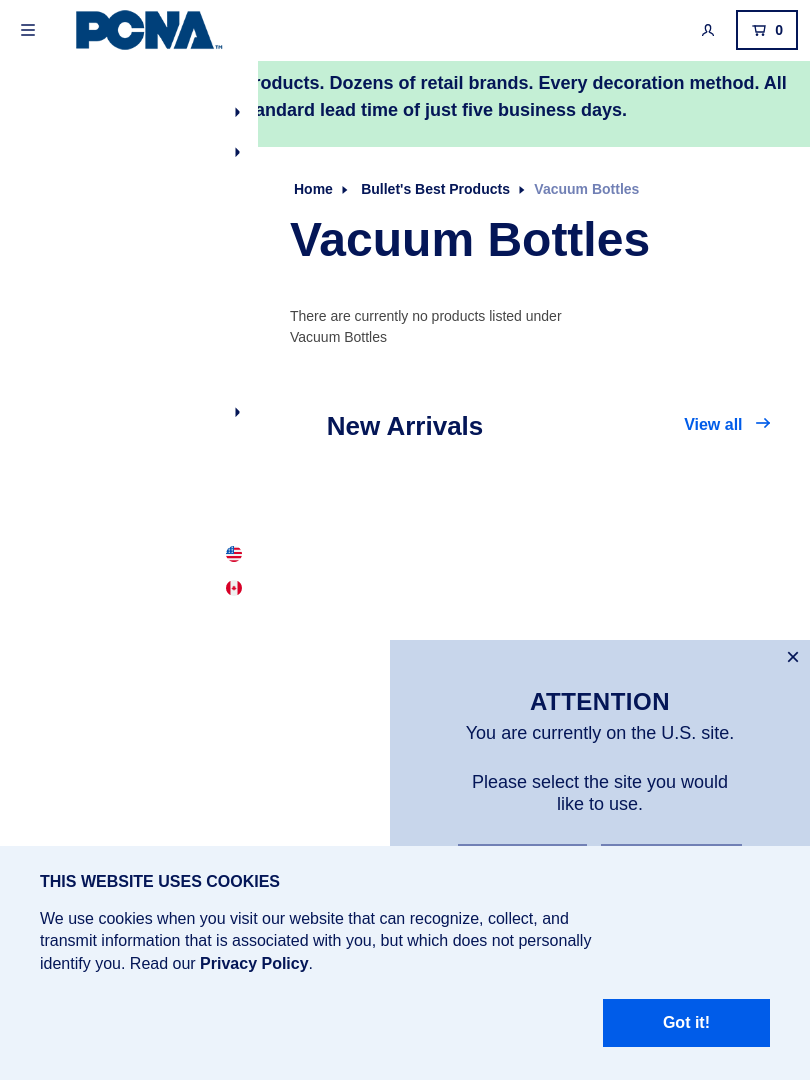 PCNA TM
0
roducts. Dozens of retail brands. Every decoration method. All
andard lead time of just five business days.
Home Bullet's Best Products Vacuum Bottles
Vacuum Bottles
There are currently no products listed under
Vacuum Bottles
New Arrivals
View all
ATTENTION
You are currently on the U.S. site.
Please select the site you would
like to use.
THIS WEBSITE USES COOKIES
We use cookies when you visit our website that can recognize, collect, and
transmit information that is associated with you, but which does not personally
identify you. Read our Privacy Policy.
Got it!